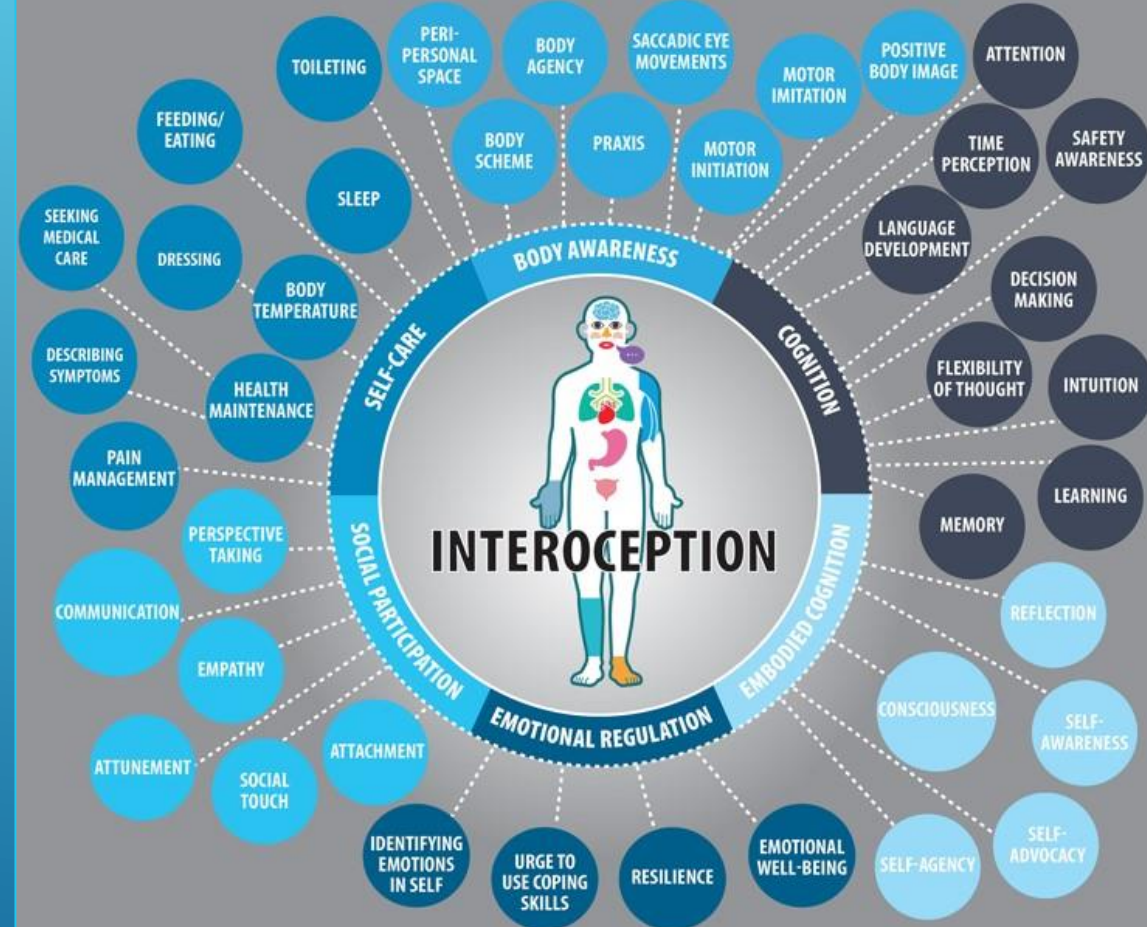 TOILETING
PERI-
PERSONAL
SPACE
BODY
AGENCY
SACCADIC EYE
MOVEMENTS
MOTOR
IMITATION
POSITIVE
BODY IMAGE
ATTENTION
FEEDING/
EATING
BODY
SCHEME
PRAXIS
MOTOR
INITIATION
TIME
PERCEPTION
SAFETY
AWARENESS
SLEEP
SEEKING
MEDICAL
CARE
DRESSING
LANGUAGE
DEVELOPMENT
BODY
TEMPERATURE
DECISION
MAKING
DESCRIBING
SYMPTOMS
HEALTH
MAINTENANCE
FLEXIBILITY
OF THOUGHT
INTUITION
PAIN
MANAGEMENT
LEARNING
MEMORY
BODY AWARENESS
SELF-CARE
COGNITION
INTEROCEPTION
SOCIAL PARTICIPATION
EMBODIED COGNITION
EMOTIONAL REGULATION
PERSPECTIVE
TAKING
COMMUNICATION
EMPATHY
ATTUNEMENT
SOCIAL
TOUCH
ATTACHMENT
REFLECTION
CONSCIOUSNESS
SELF-
AWARENESS
SELF-
ADVOCACY
SELF-AGENCY
IDENTIFYING
EMOTIONS
IN SELF
URGE TO
USE COPING
SKILLS
RESILIENCE
EMOTIONAL
WELL-BEING